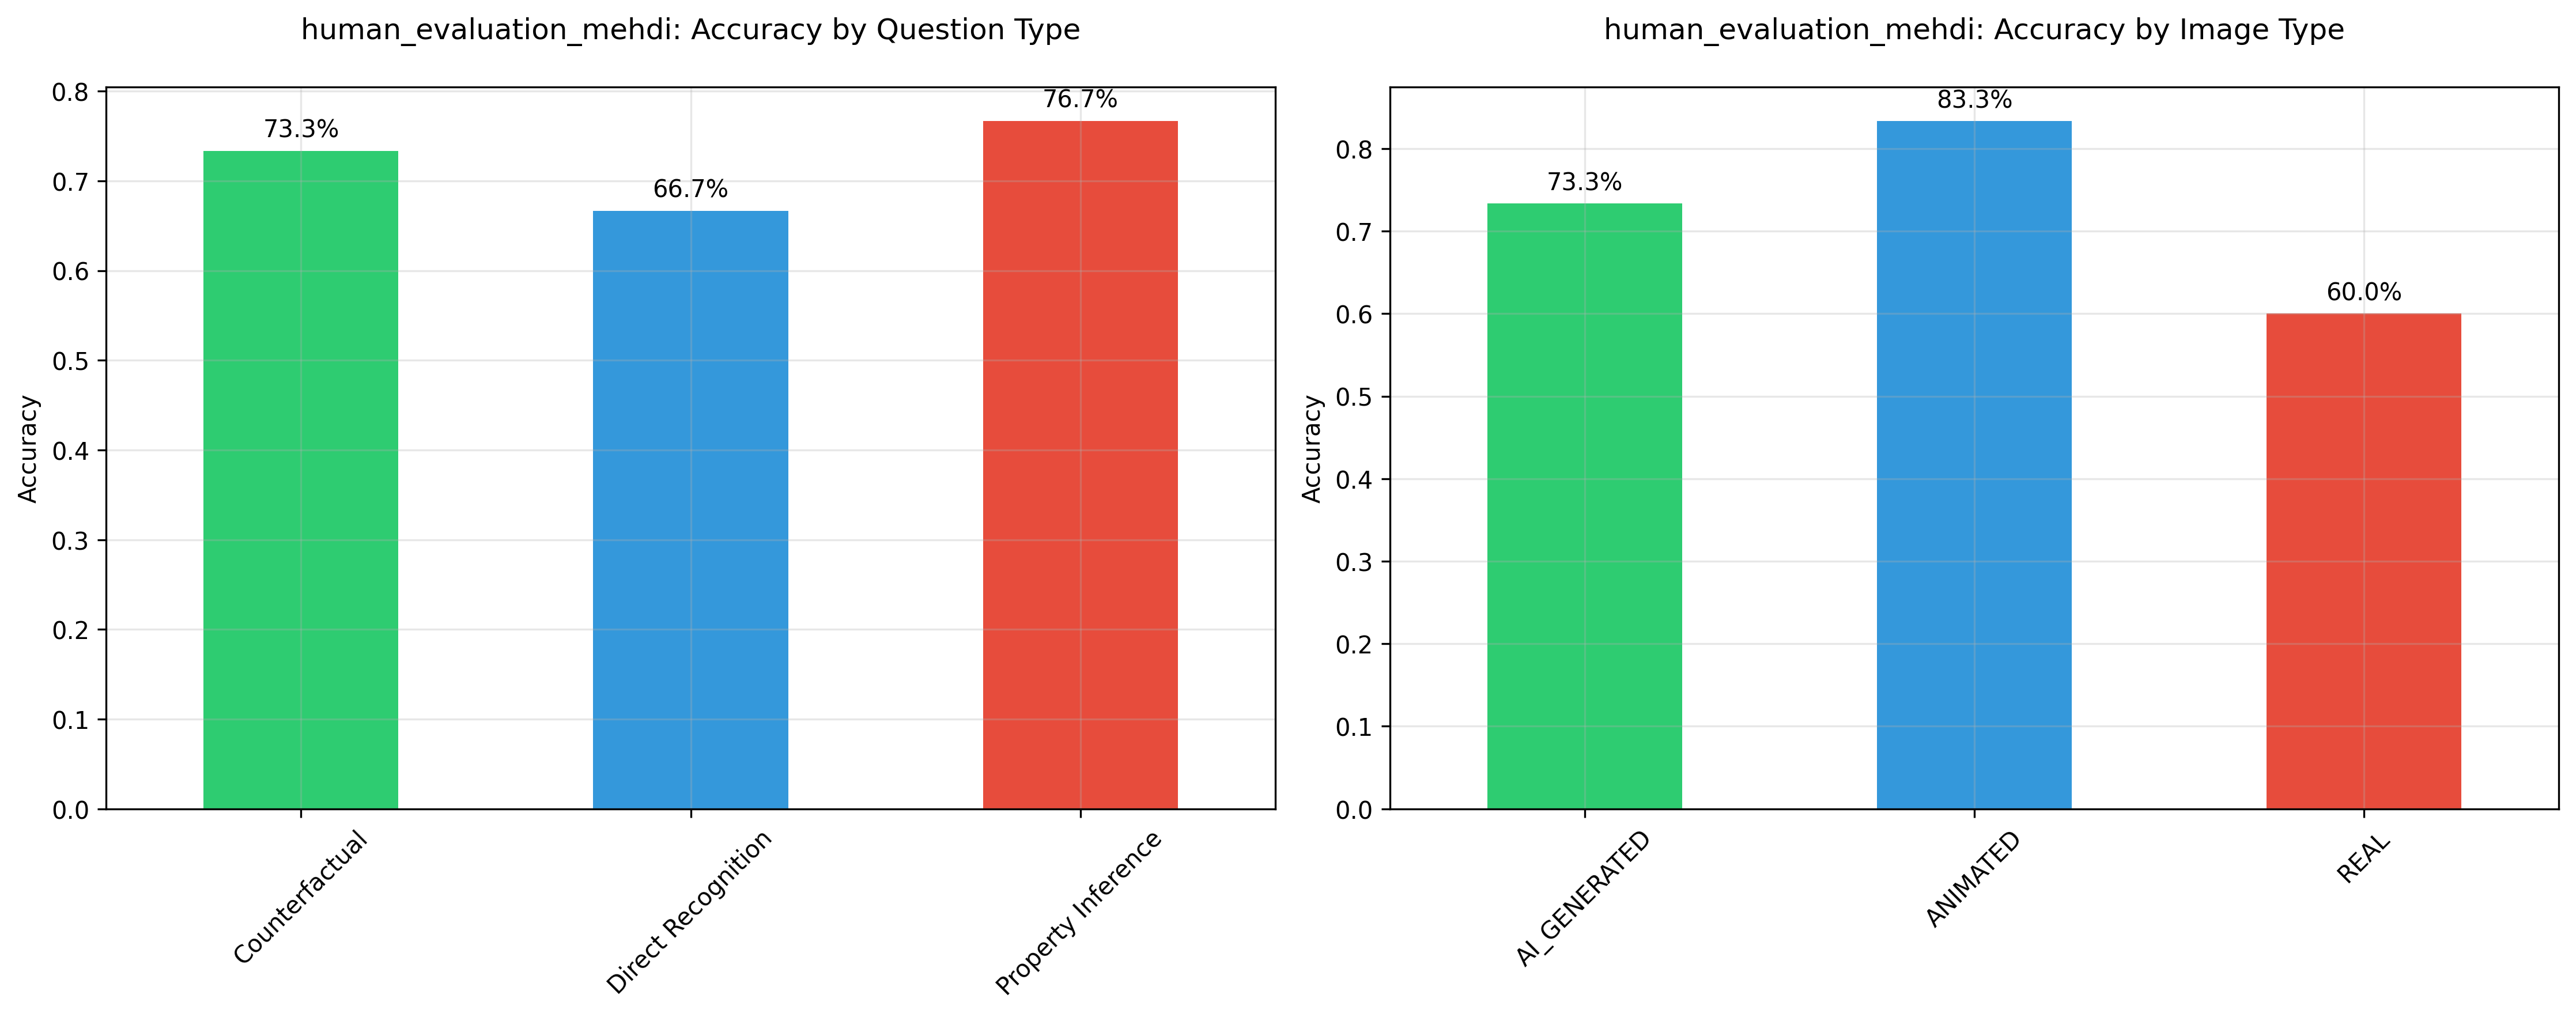 human_evaluation_mehdi: Accuracy by Question Type
Accuracy
0.8
0.7
0.6
0.5
0.4
0.3
0.2
0.1
0.0
73.3%
66.7%
76.7%
Counterfactual
Direct Recognition
Property Inference
human_evaluation_mehdi: Accuracy by Image Type
Accuracy
0.8
0.7
0.6
0.5
0.4
0.3
0.2
0.1
0.0
73.3%
83.3%
60.0%
AI_GENERATED
ANIMATED
REAL